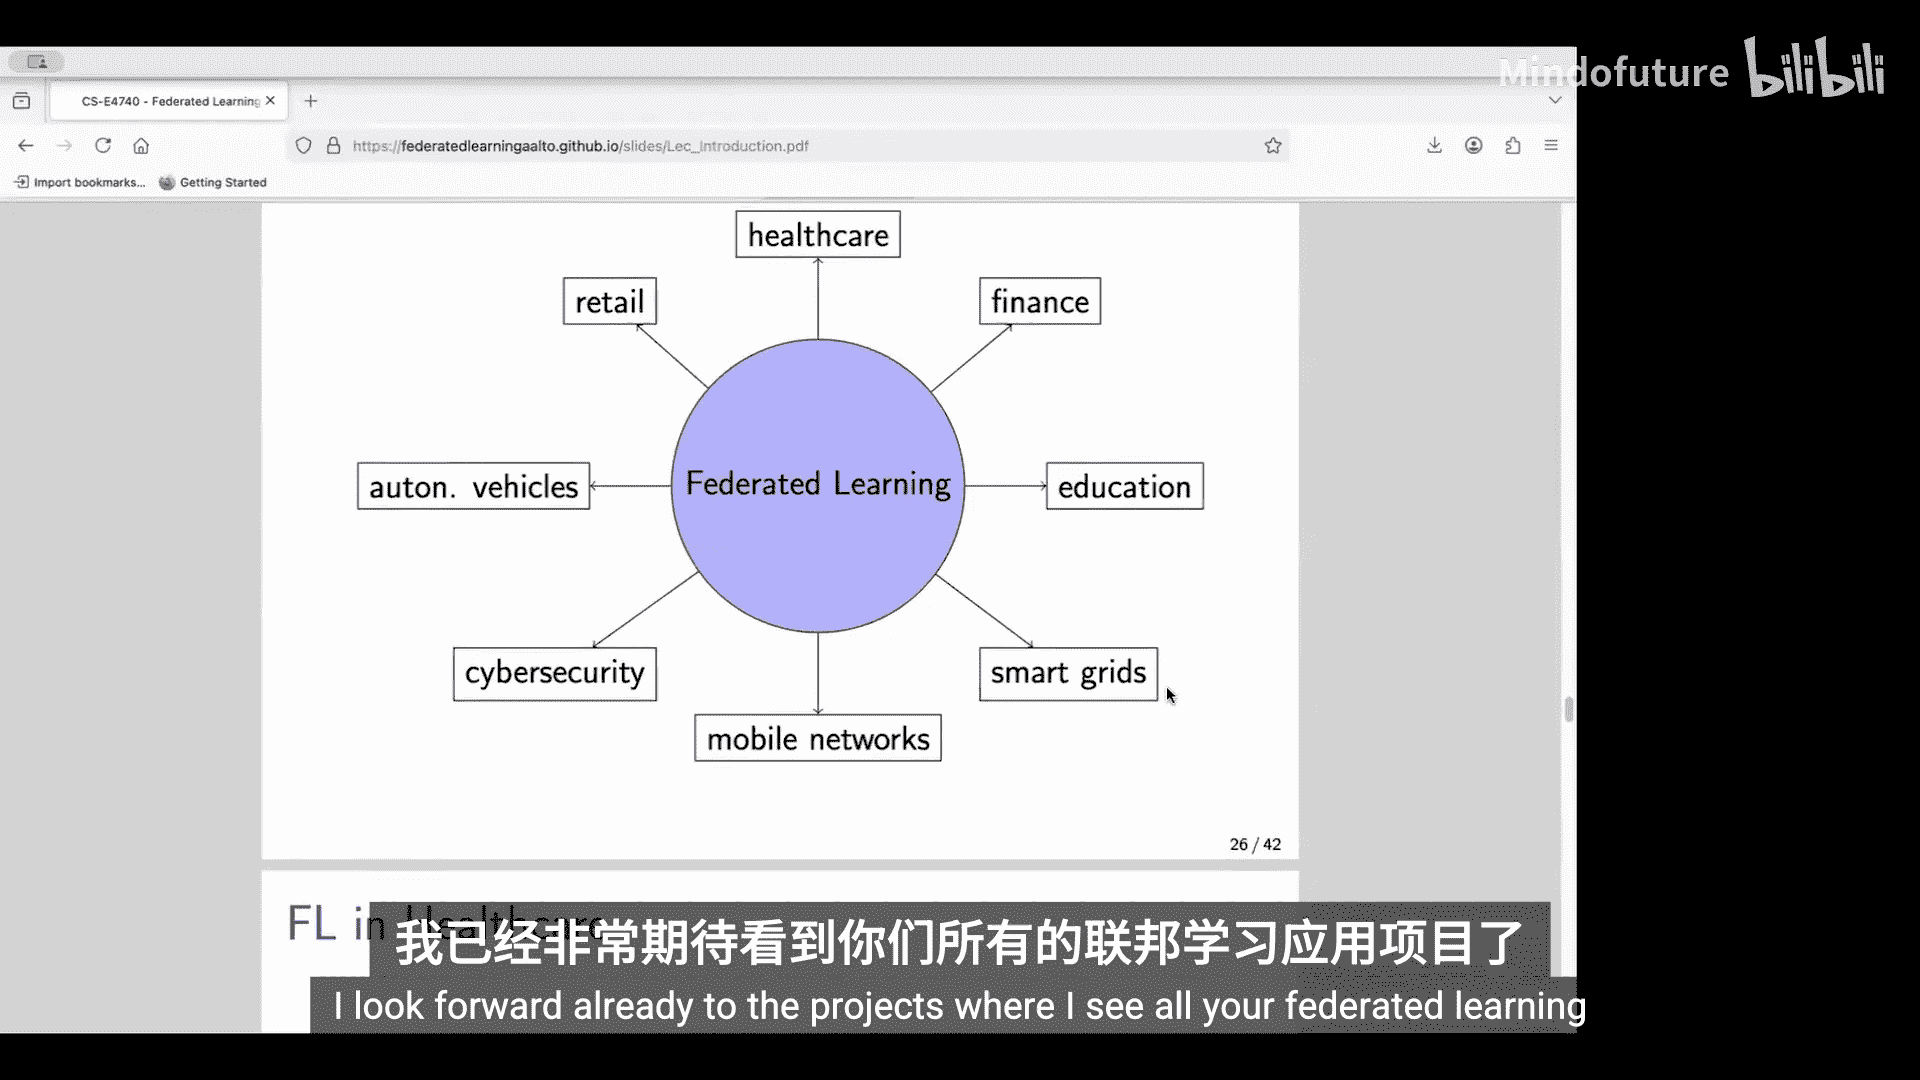 Mindofuture bilibili
CS-E4740 - Federated Learning
https://federatedlearningaalto.github.io/slides/Lec_Introduction.pdf
Import bookmarks... Getting Started
healthcare
retail
finance
auton. vehicles
Federated Learning
education
cybersecurity
smart grids
mobile networks
26 / 42
FL in Healthcare
我已经非常期待看到你们所有的联邦学习应用项目了
I look forward already to the projects where I see all your federated learning